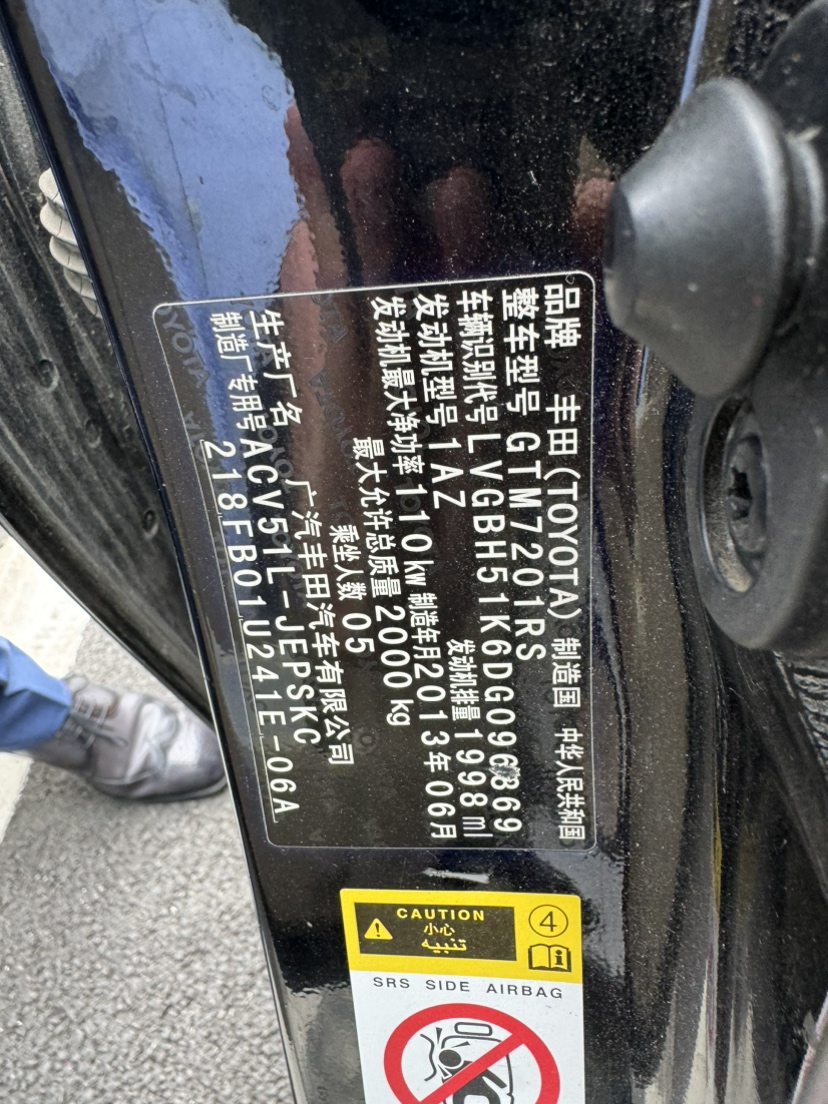 品牌 丰田(TOYOTA) 制造国 中华人民共和国
整车型号 GTM7201RS
车辆识别代号 LVGBH51K6DG096869
发动机型号 1AZ 发动机排量 1998 ml
发动机最大净功率 110 kw 制造年月 2013年06月
最大允许总质量 2000 kg
乘坐人数 05
生产厂名 广汽丰田汽车有限公司
制造厂专用号 ACV51L-JEPSKC
218FB01U241E-06A
CAUTION
小心
تنبيه
④
SRS SIDE AIRBAG